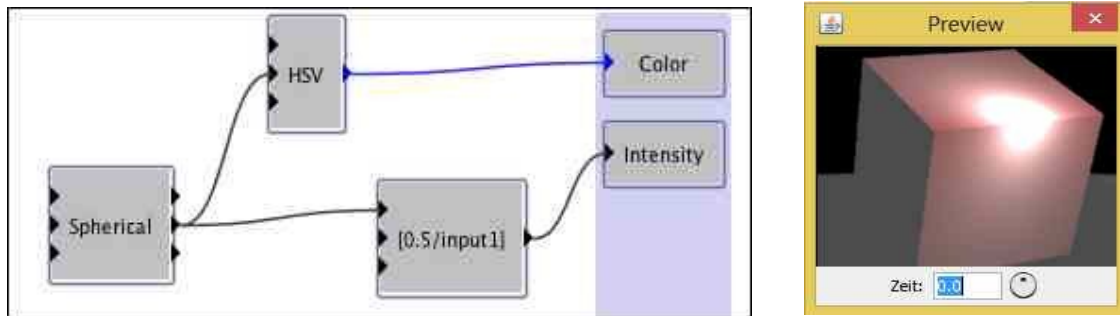 HSV
Color
Intensity
Spherical
[0.5/input1]
Preview
Zeit: 0.0